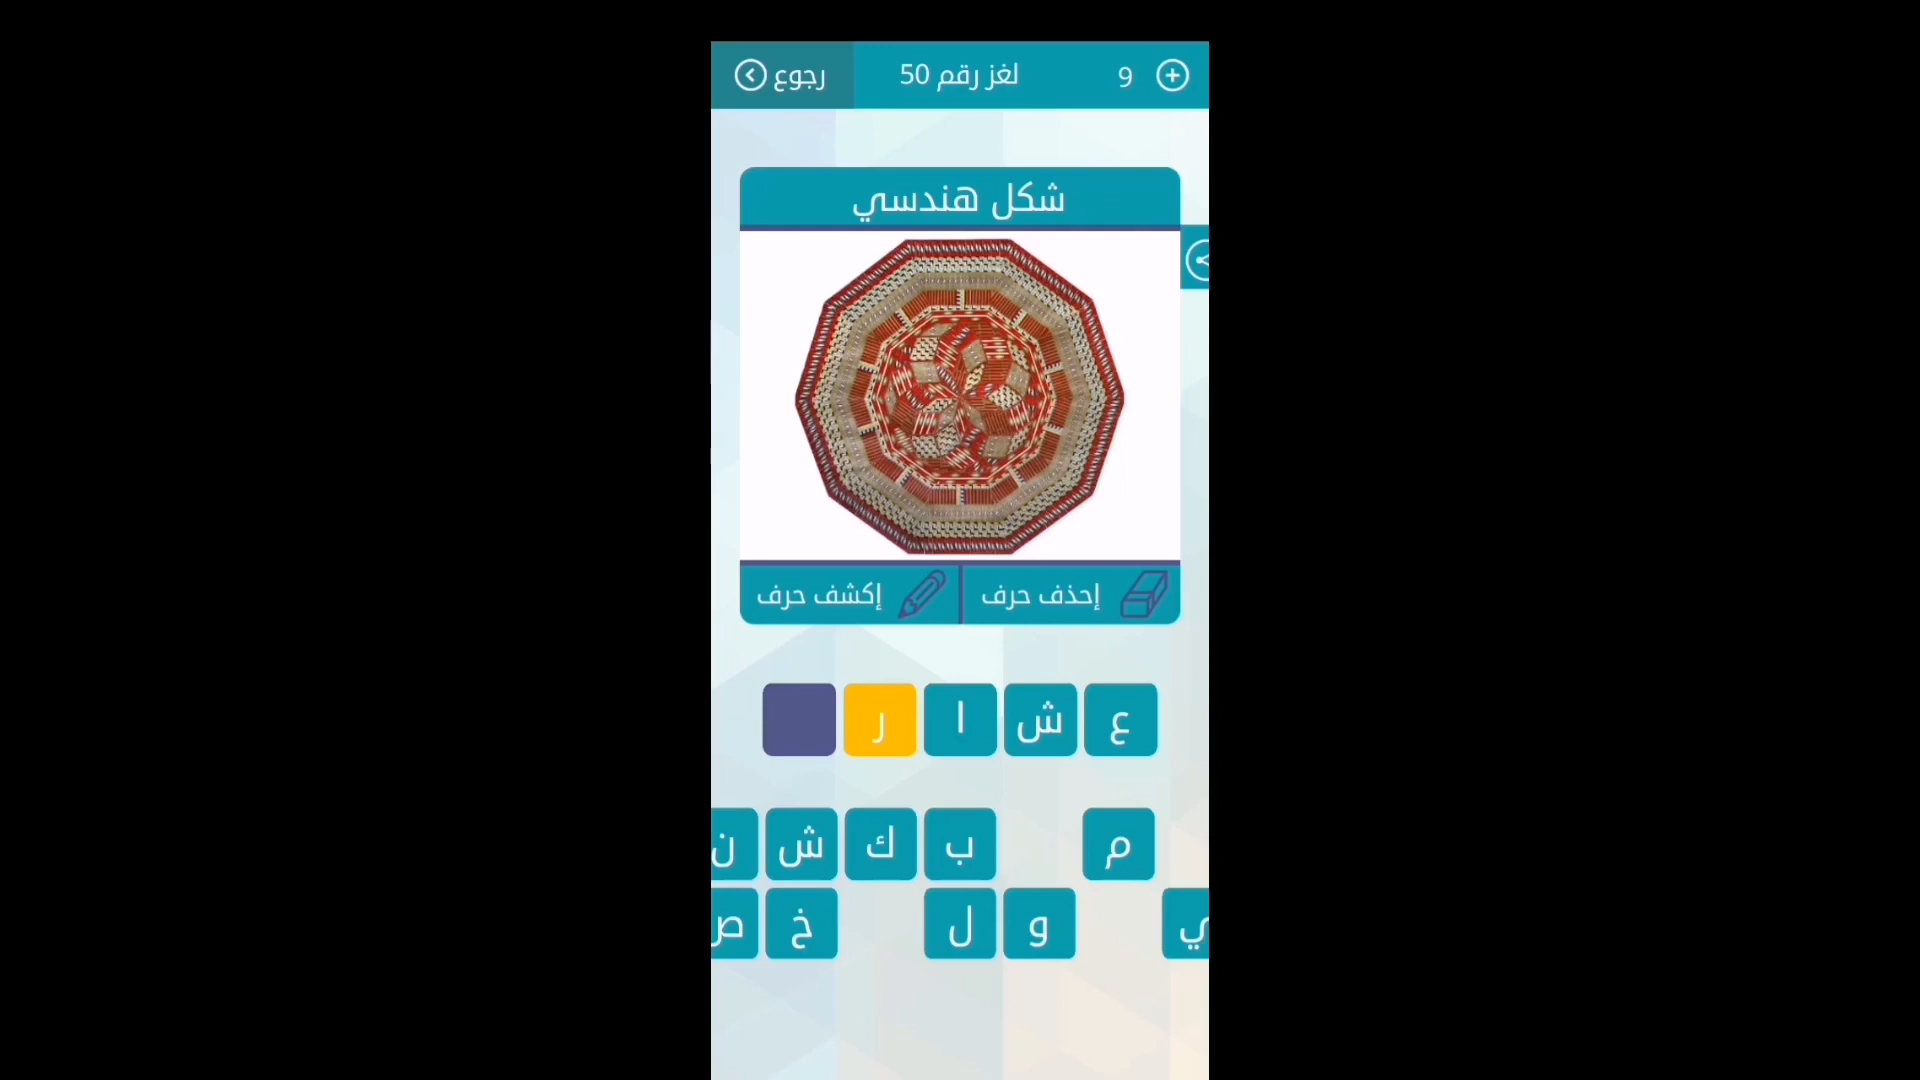 9 لغز رقم 50 رجوع
شكل هندسي
إحذف حرف إكشف حرف
ع ش ا ر
م ب ك ش ن
ي و ل خ ص